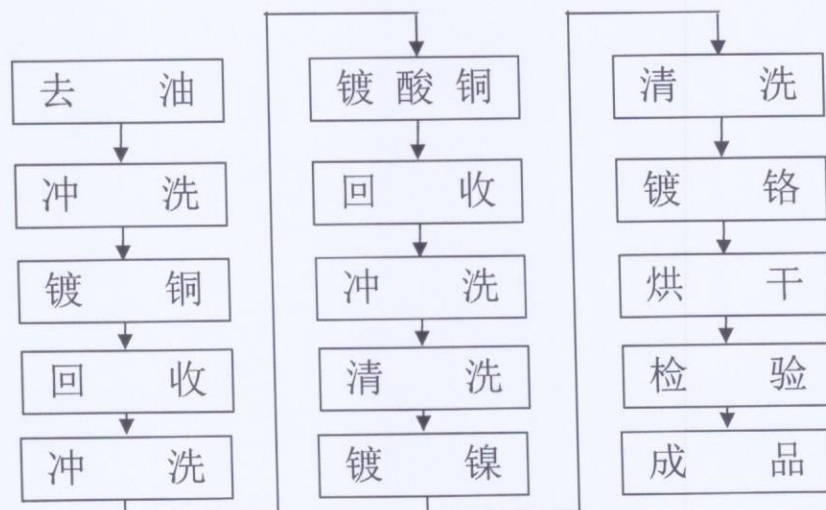 去 油
冲 洗
镀 铜
回 收
冲 洗
镀 酸 铜
回 收
冲 洗
清 洗
镀 镍
清 洗
镀 铬
烘 干
检 验
成 品